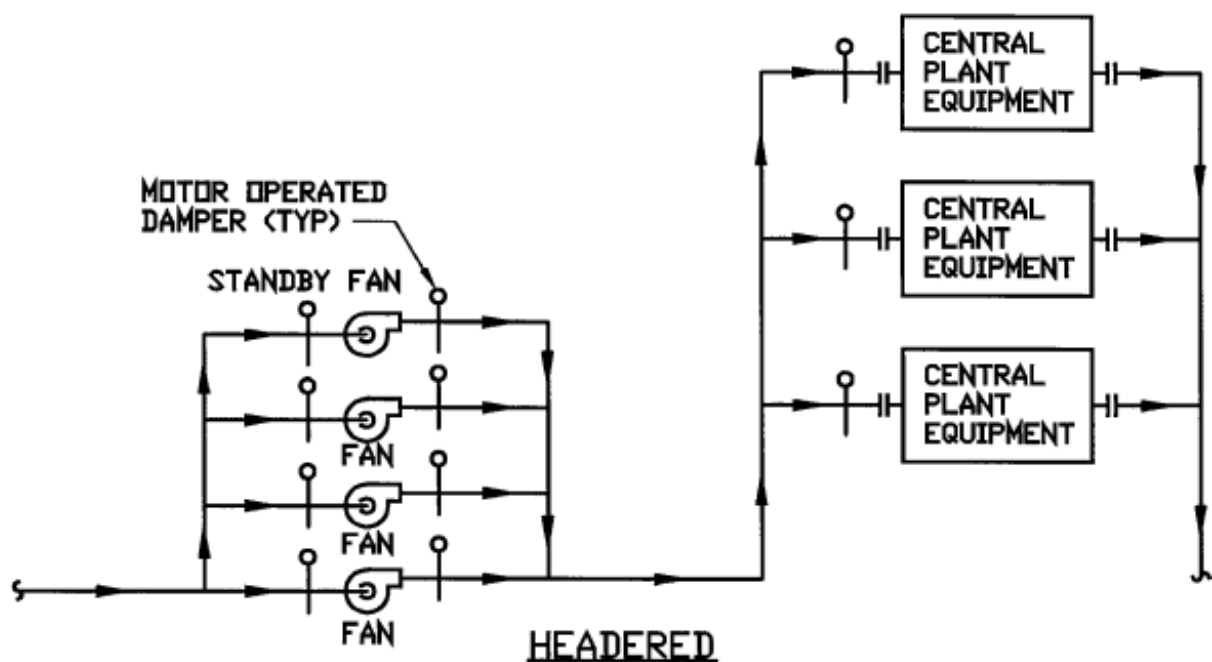 CENTRAL
PLANT
EQUIPMENT
MOTOR OPERATED
DAMPER (TYP)
STANDBY FAN
CENTRAL
PLANT
EQUIPMENT
FAN
CENTRAL
PLANT
EQUIPMENT
FAN
FAN
HEADERED